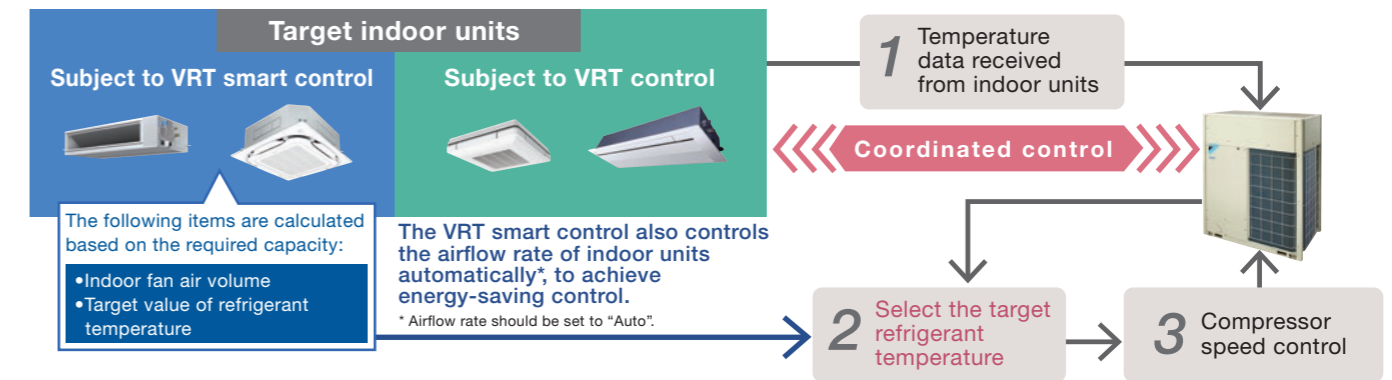 Target indoor units
Subject to VRT smart control
Subject to VRT control
The following items are calculated
based on the required capacity:
•Indoor fan air volume
•Target value of refrigerant
temperature
The VRT smart control also controls
the airflow rate of indoor units
automatically*, to achieve
energy-saving control.
* Airflow rate should be set to “Auto”.
1
Temperature
data received
from indoor units
Coordinated control
2
Select the target
refrigerant
temperature
3
Compressor
speed control